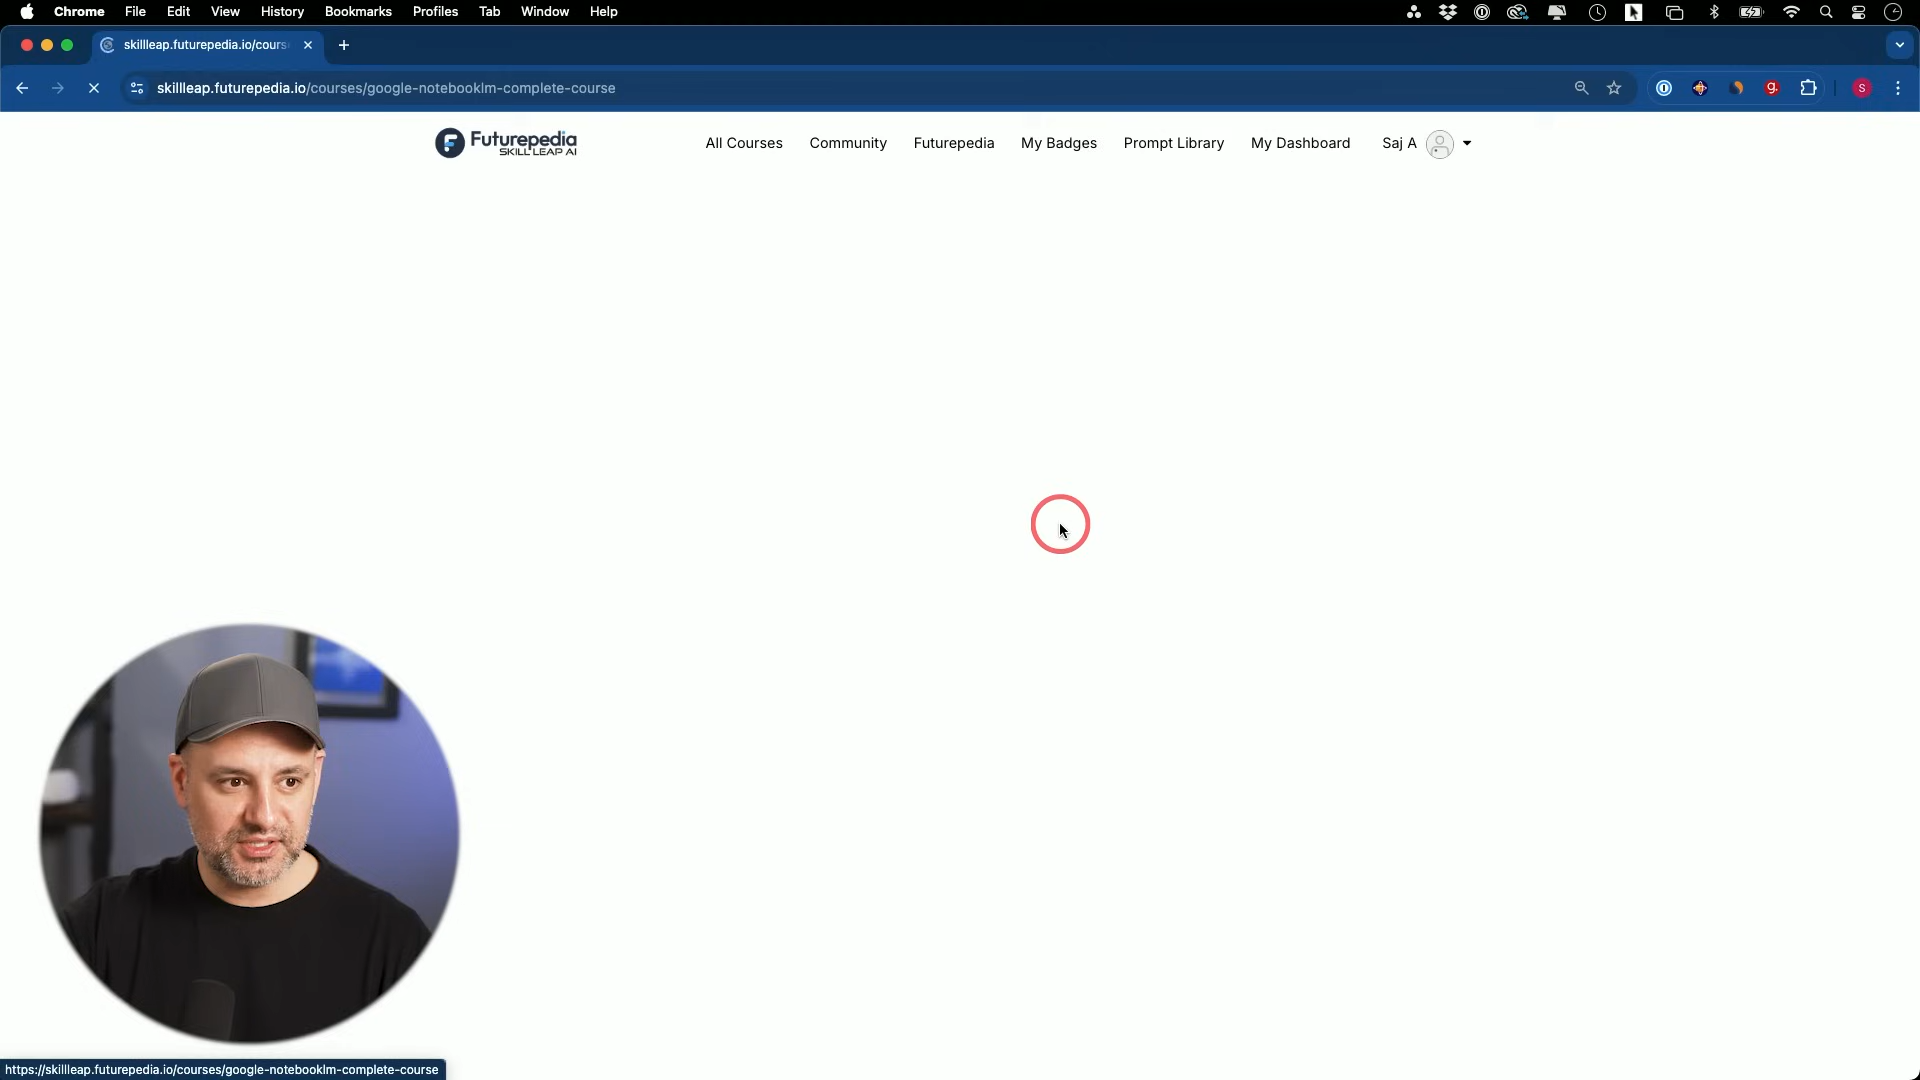 Chrome File Edit View History Bookmarks Profiles Tab Window Help
skillleap.futurepedia.io/cours
skillleap.futurepedia.io/courses/google-notebooklm-complete-course
g.
S
Futurepedia
SKILL LEAP AI
All Courses Community Futurepedia My Badges Prompt Library My Dashboard Saj A
https://skillleap.futurepedia.io/courses/google-notebooklm-complete-course